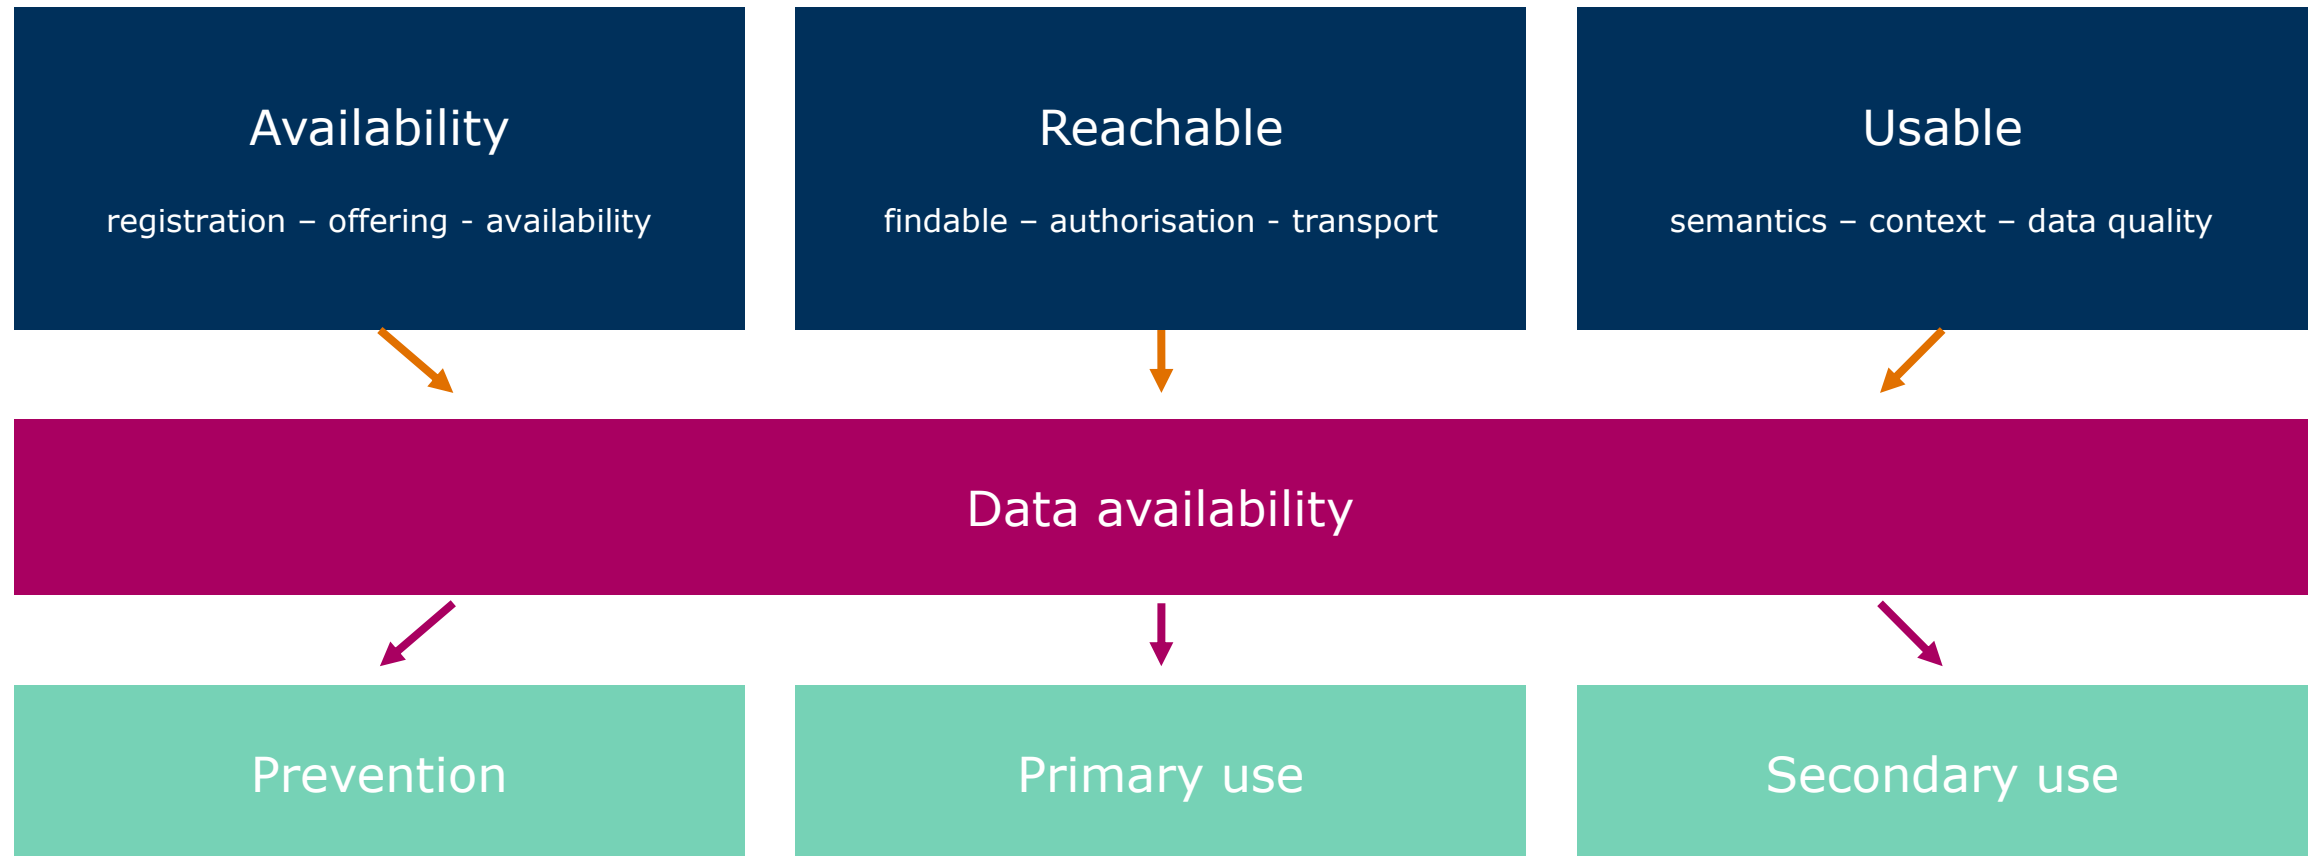 Availability
registration – offering - availability
Reachable
findable – authorisation - transport
Usable
semantics – context – data quality
Data availability
Prevention
Primary use
Secondary use